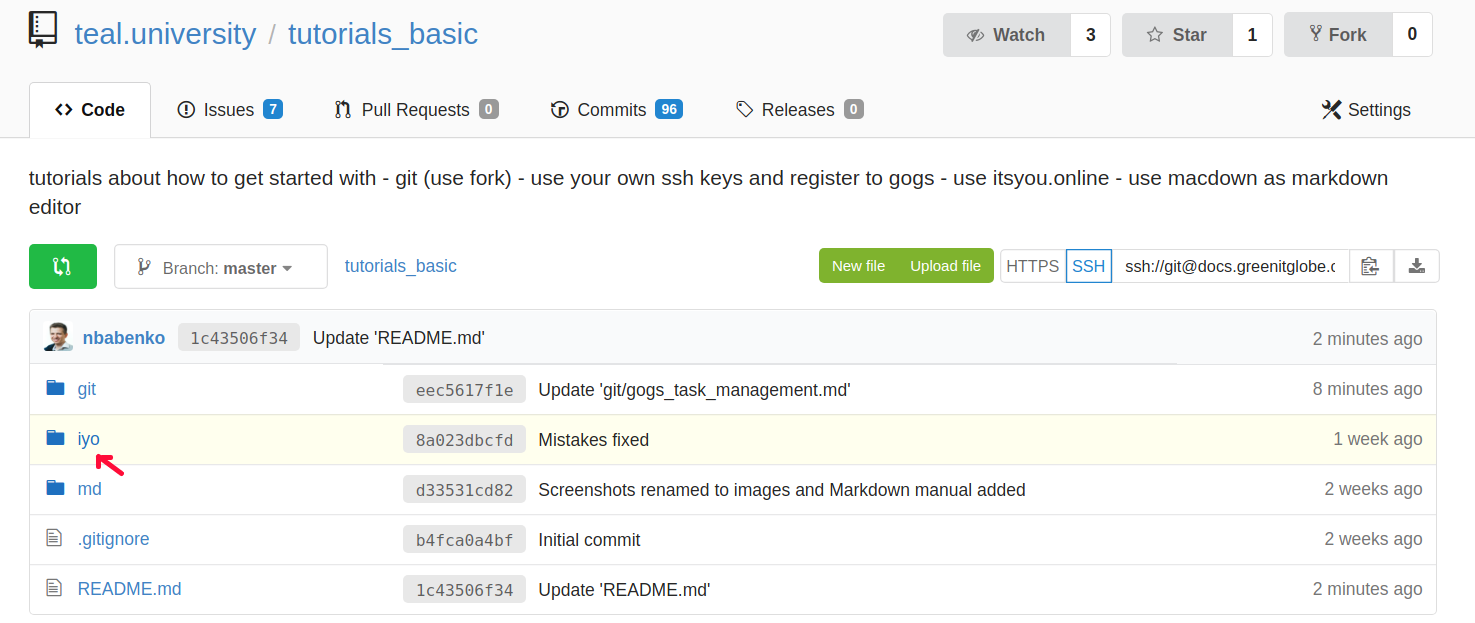 teal.university / tutorials_basic
Watch 3 Star 1 Fork 0
Code Issues 7 Pull Requests 0 Commits 96 Releases 0 Settings
tutorials about how to get started with - git (use fork) - use your own ssh keys and register to gogs - use itsyou.online - use macdown as markdown
editor
Branch: master tutorials_basic New file Upload file HTTPS SSH ssh://git@docs.greenitglobe.c
nbabenko 1c43506f34 Update 'README.md' 2 minutes ago
git eec5617f1e Update 'git/gogs_task_management.md' 8 minutes ago
iyo 8a023dbcfd Mistakes fixed 1 week ago
md d33531cd82 Screenshots renamed to images and Markdown manual added 2 weeks ago
.gitignore b4fca0a4bf Initial commit 2 weeks ago
README.md 1c43506f34 Update 'README.md' 2 minutes ago